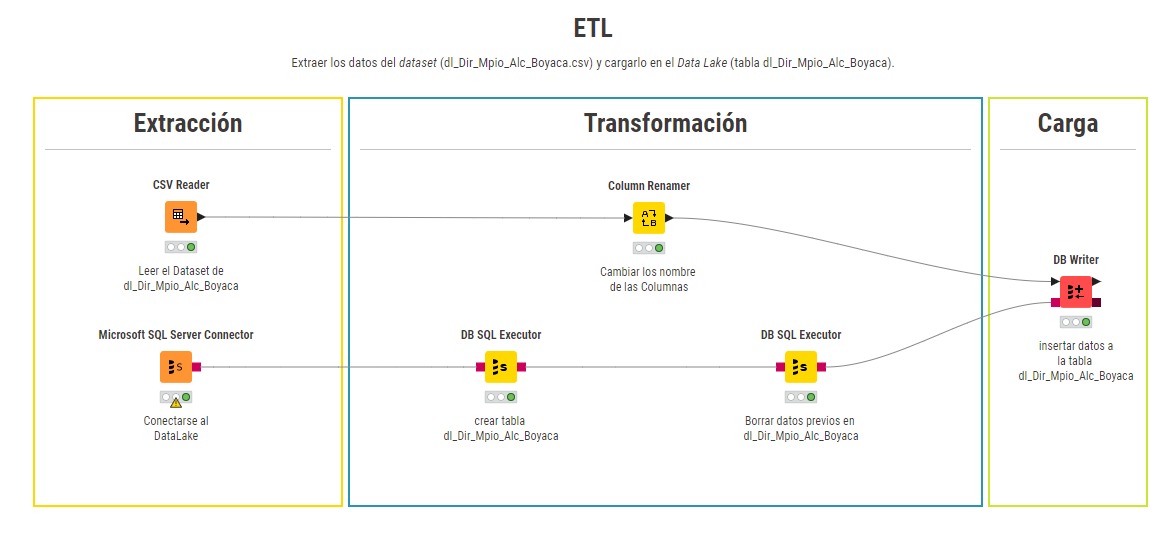 ETL
Extraer los datos del dataset (dl_Dir_Mpio_Alc_Boyaca.csv) y cargarlo en el Data Lake (tabla dl_Dir_Mpio_Alc_Boyaca).
Extracción
Transformación
Carga
CSV Reader
Leer el Dataset de
dl_Dir_Mpio_Alc_Boyaca
Column Renamer
A
B
Cambiar los nombre
de las Columnas
DB Writer
insertar datos a
la tabla
dl_Dir_Mpio_Alc_Boyaca
Microsoft SQL Server Connector
S
Conectarse al
DataLake
DB SQL Executor
s
crear tabla
dl_Dir_Mpio_Alc_Boyaca
DB SQL Executor
s
Borrar datos previos en
dl_Dir_Mpio_Alc_Boyaca